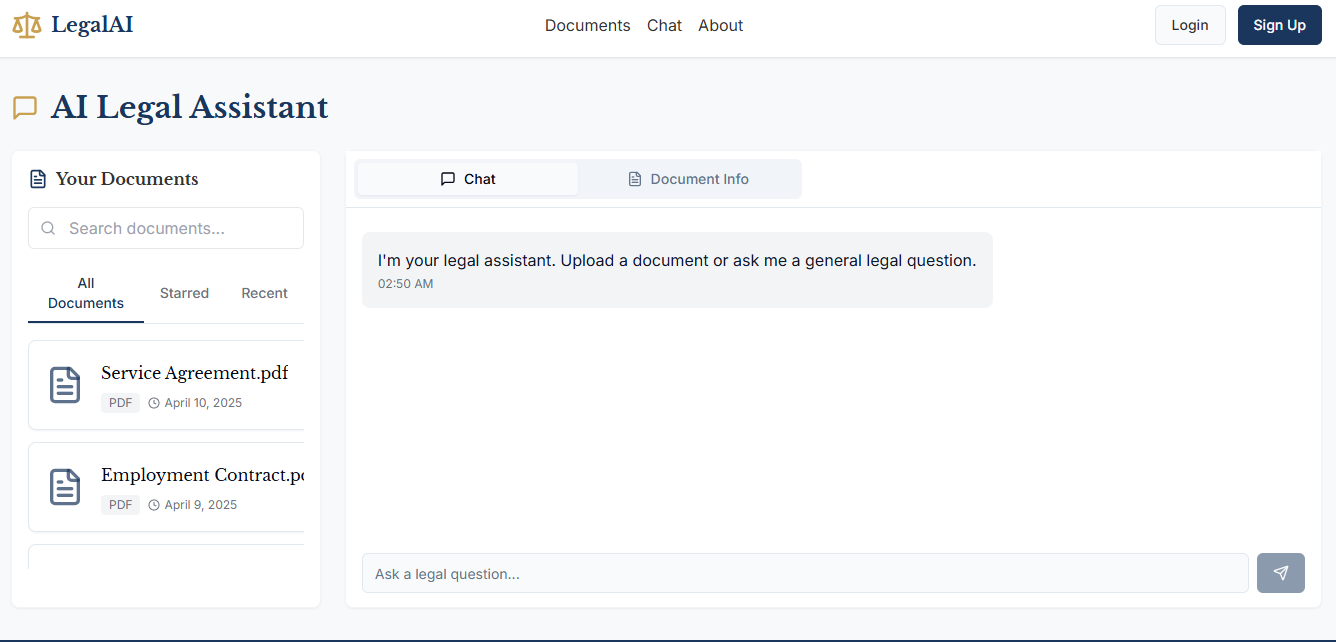 LegalAI
Documents Chat About
Login
Sign Up
AI Legal Assistant
Your Documents
Search documents...
All
Documents
Starred
Recent
Service Agreement.pdf
PDF April 10, 2025
Employment Contract.p
PDF April 9, 2025
Chat
Document Info
I'm your legal assistant. Upload a document or ask me a general legal question.
02:50 AM
Ask a legal question...